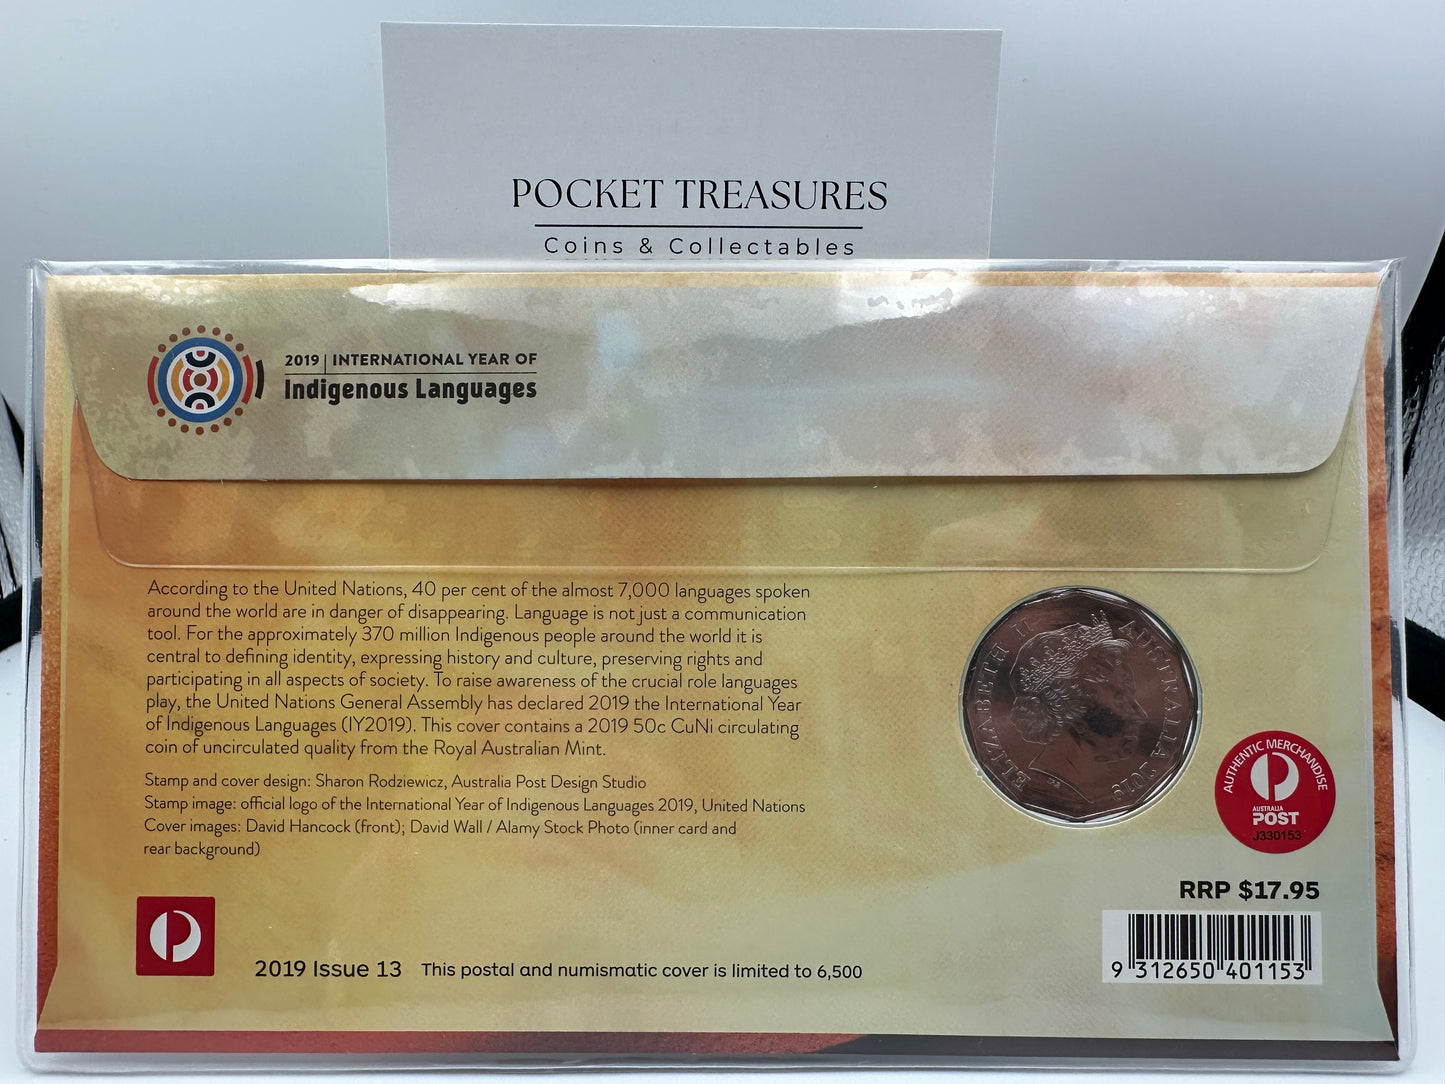 POCKET TREASURES
Coins & Collectables
2019 | INTERNATIONAL YEAR OF
Indigenous Languages
According to the United Nations, 40 per cent of the almost 7,000 languages spoken
around the world are in danger of disappearing. Language is not just a communication
tool. For the approximately 370 million Indigenous people around the world it is
central to defining identity, expressing history and culture, preserving rights and
participating in all aspects of society. To raise awareness of the crucial role languages
play, the United Nations General Assembly has declared 2019 the International Year
of Indigenous Languages (IY2019). This cover contains a 2019 50c CuNi circulating
coin of uncirculated quality from the Royal Australian Mint.
Stamp and cover design: Sharon Rodziewicz, Australia Post Design Studio
Stamp image: official logo of the International Year of Indigenous Languages 2019, United Nations
Cover images: David Hancock (front); David Wall / Alamy Stock Photo (inner card and
rear background)
ELIZABETH II AUSTRALIA 2019
AUTHENTIC MERCHANDISE
AUSTRALIA
POST
J330153
RRP $17.95
9 312650 401153
2019 Issue 13 This postal and numismatic cover is limited to 6,500